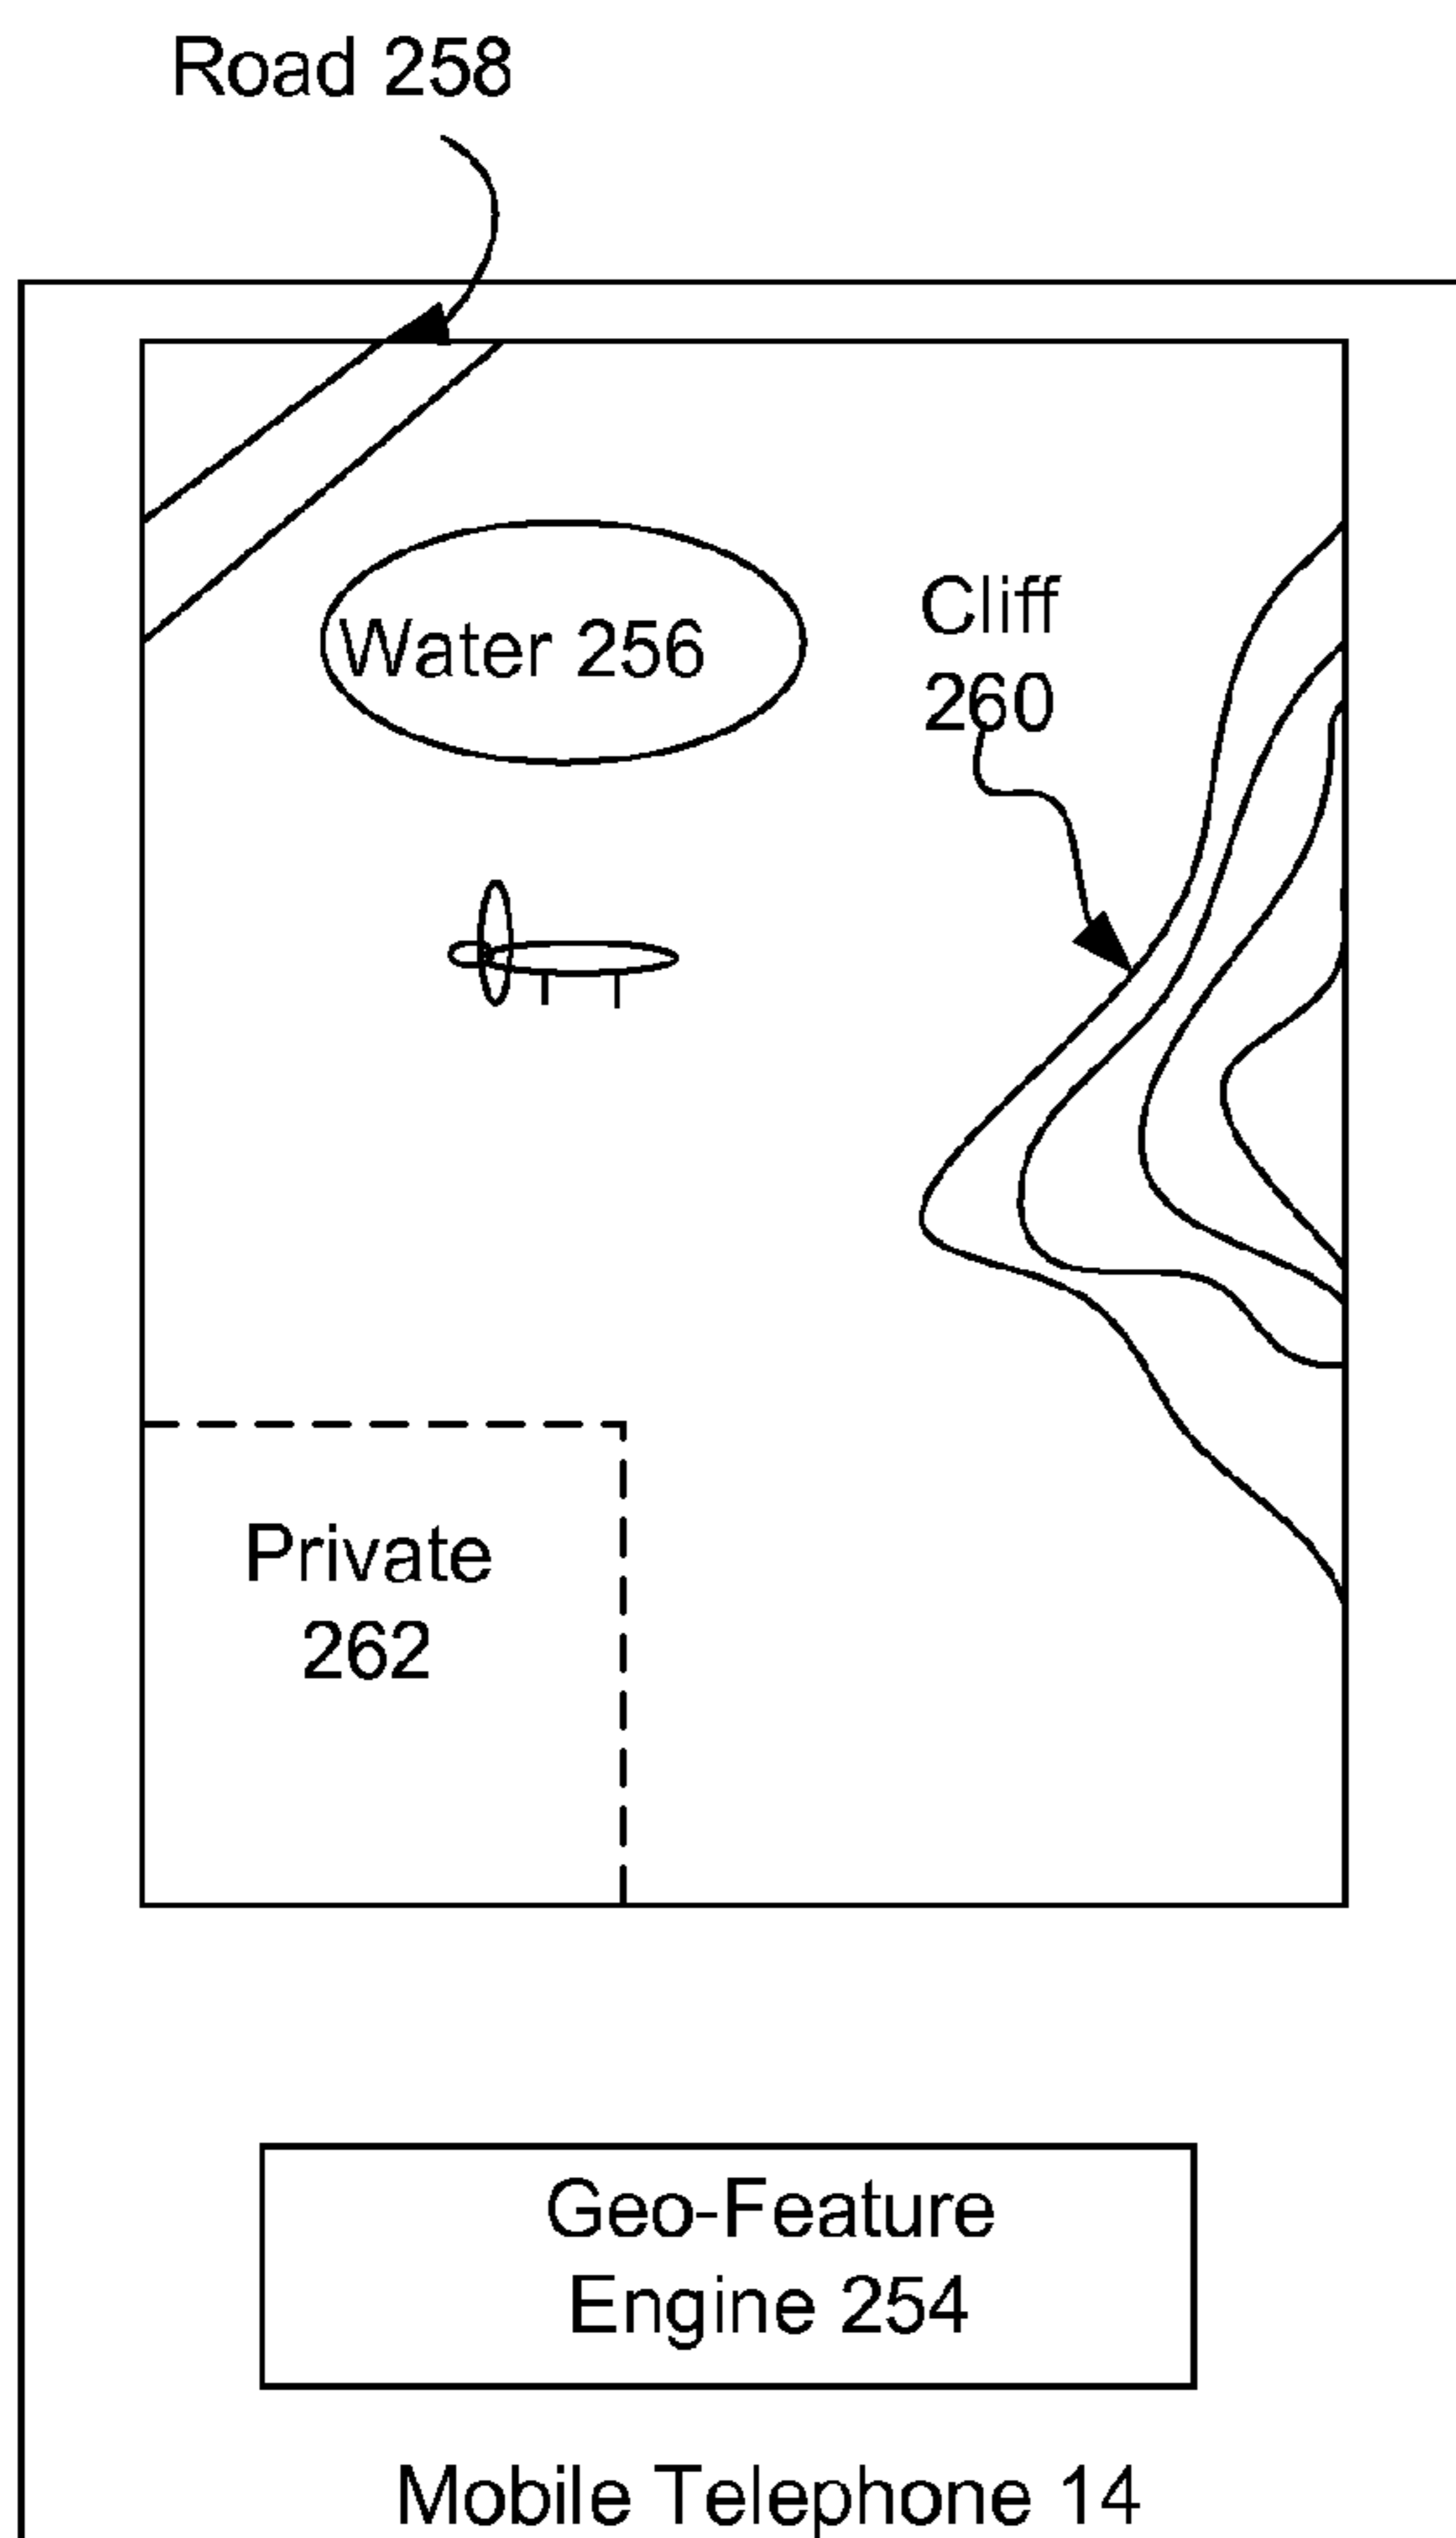 Road 258
Water 256
Cliff
260
Private
262
Geo-Feature
Engine 254
Mobile Telephone 14